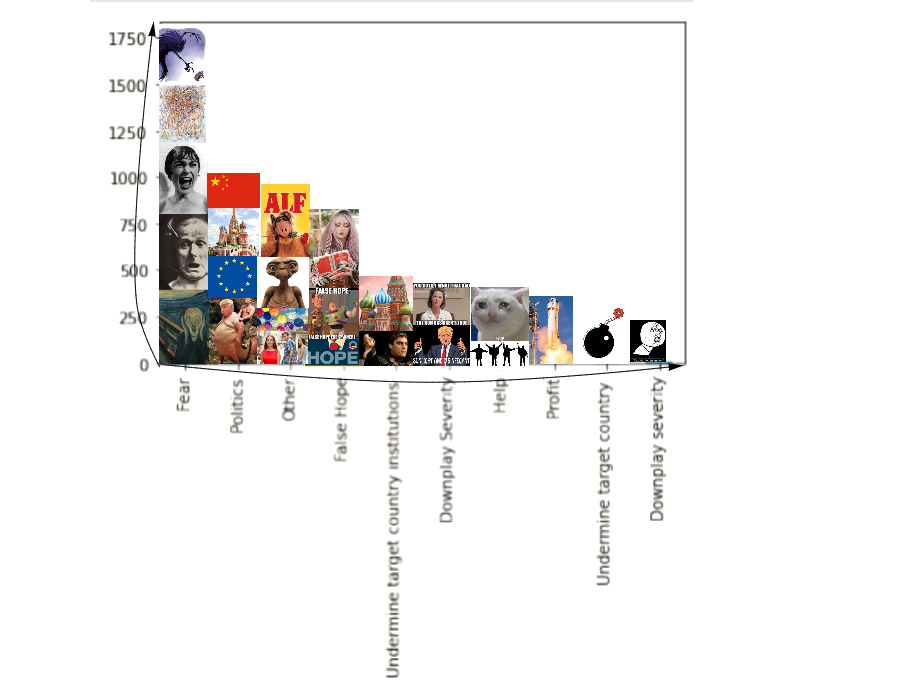 1750
1500
1250
1000
750
500
250
0
ALF
FALSE HOPE
HOPE
Fear
Politics
Other
False Hope
Undermine target country institutions
Downplay Severity
Help
Profit
Undermine target country
Downplay severity